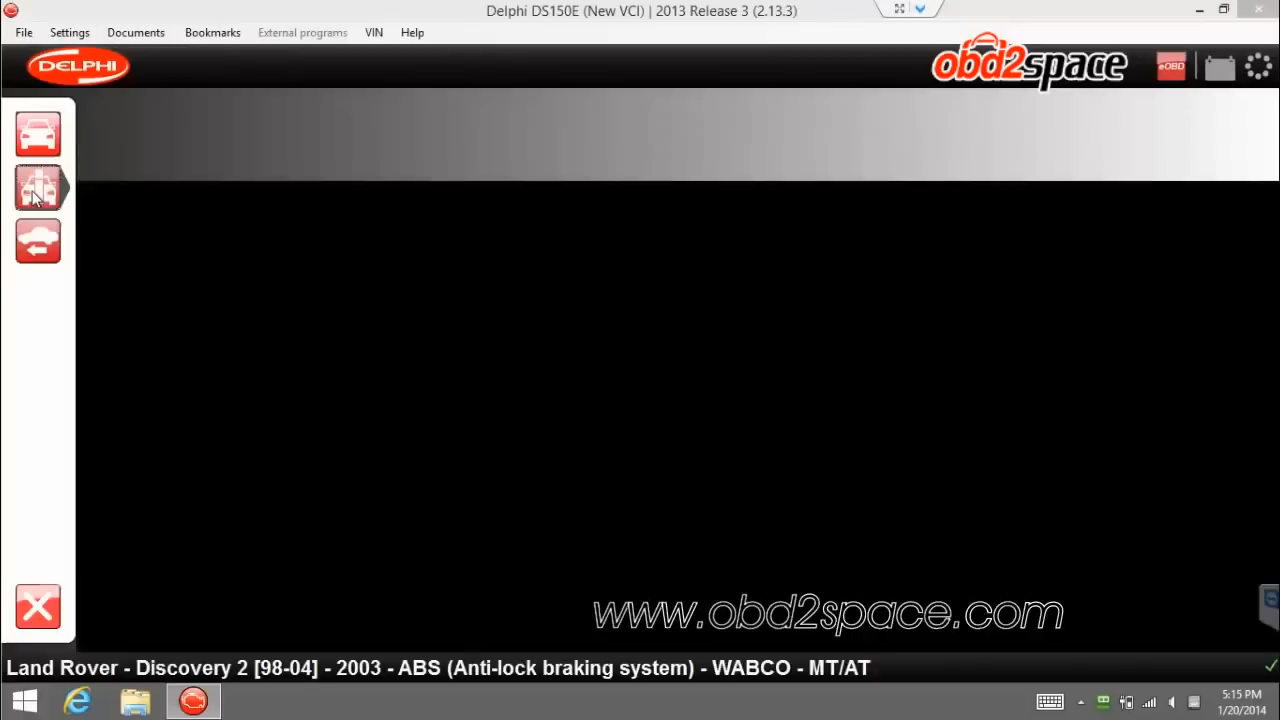 Delphi DS150E (New VCI) | 2013 Release 3 (2.13.3)
File Settings Documents Bookmarks External programs VIN Help
DELPHI
obd2space
eOBD
www.obd2space.com
Land Rover - Discovery 2 [98-04] - 2003 - ABS (Anti-lock braking system) - WABCO - MT/AT
5:15 PM
1/20/2014